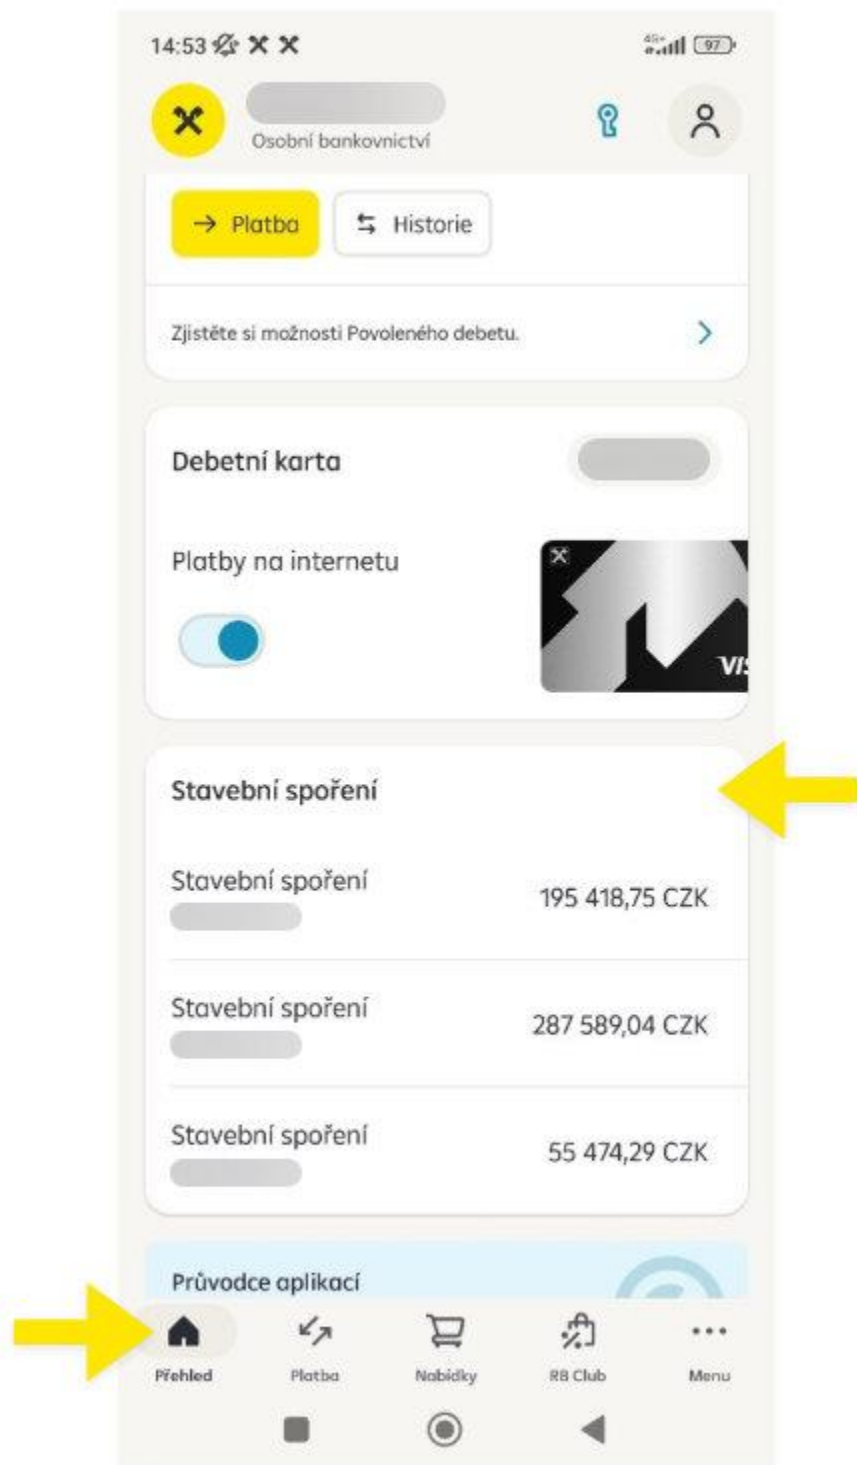 14:53
4G+
97
Osobní bankovnictví
→ Platba
Historie
Zjistěte si možnosti Povoleného debetu.
Debetní karta
Platby na internetu
Stavební spoření
Stavební spoření
195 418,75 CZK
Stavební spoření
287 589,04 CZK
Stavební spoření
55 474,29 CZK
Průvodce aplikací
Přehled
Platba
Nabídky
RB Club
Menu